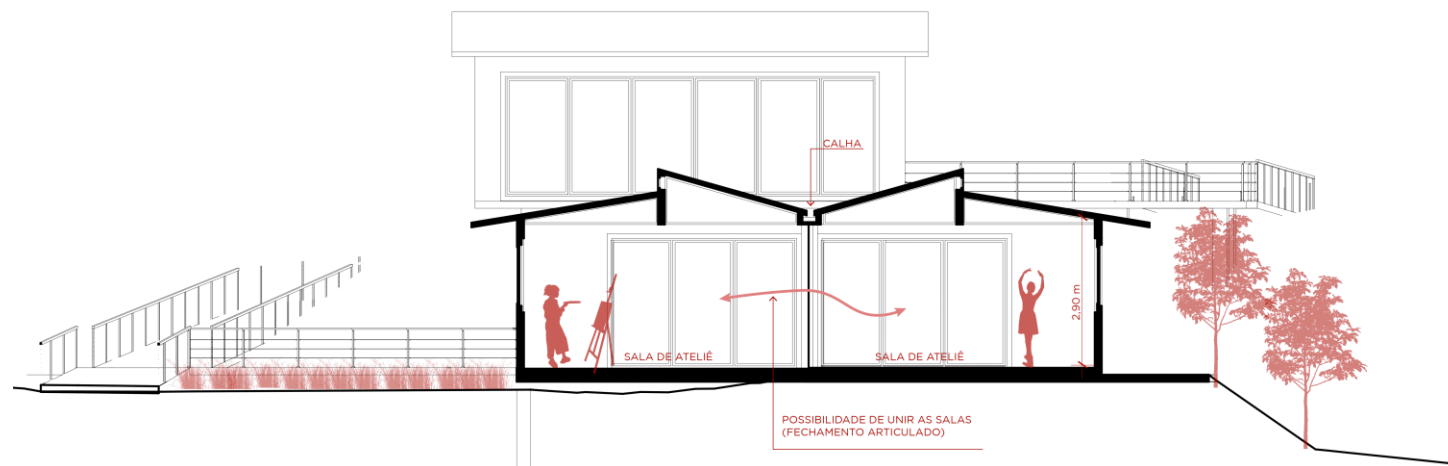 CALHA
2,90 m
SALA DE ATELIÊ
SALA DE ATELIÊ
POSSIBILIDADE DE UNIR AS SALAS
(FECHAMENTO ARTICULADO)